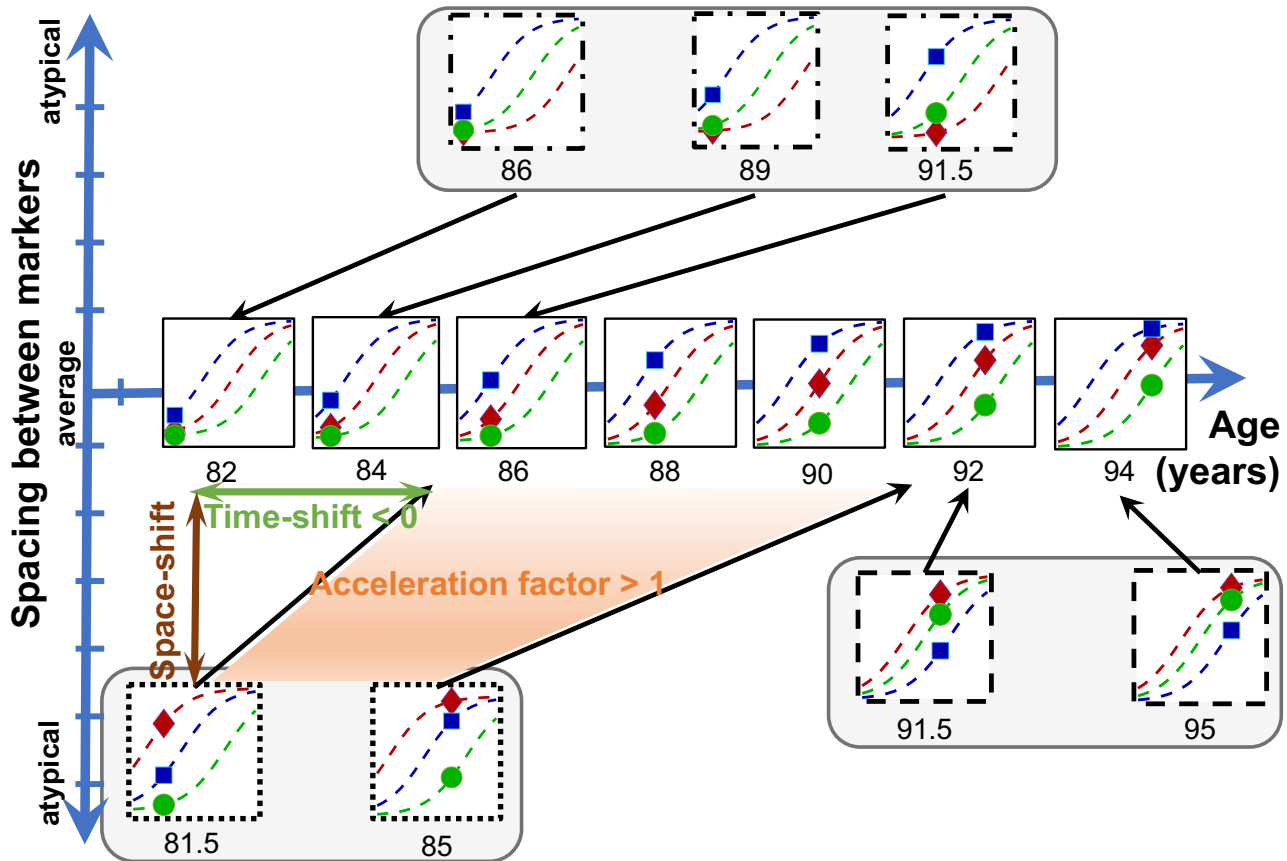 atypical
86
89
91.5
Spacing between markers
average
82
84
86
88
90
92
94
Age
(years)
Time-shift < 0
Space-shift
Acceleration factor > 1
91.5
95
atypical
81.5
85